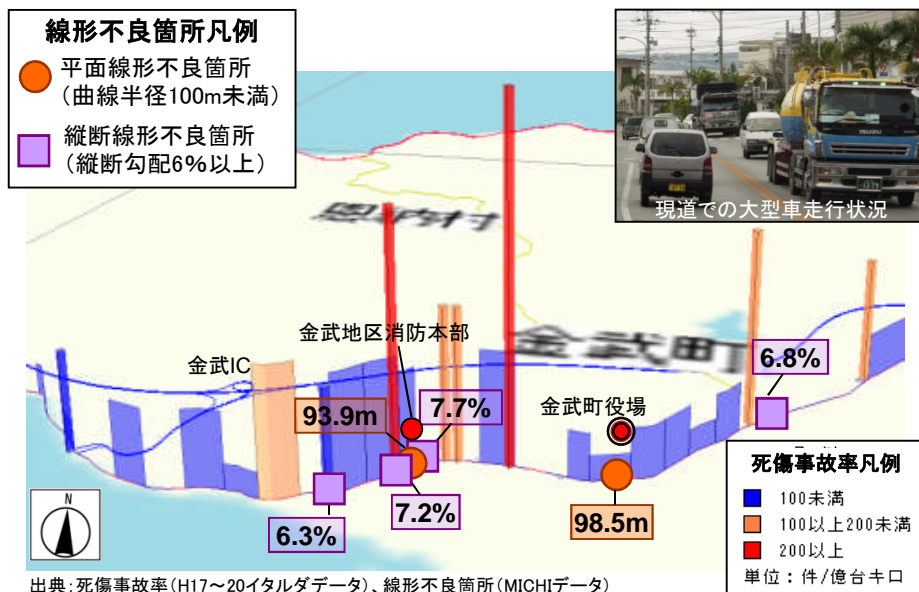 線形不良箇所凡例
平面線形不良箇所
(曲線半径100m未満)
縦断線形不良箇所
(縦断勾配6%以上)
現道での大型車走行状況
恩納村
金武町
金武地区消防本部
金武IC
金武町役場
93.9m
7.7%
6.8%
6.3%
7.2%
98.5m
N
死傷事故率凡例
100未満
100以上200未満
200以上
単位:件/億台キロ
出典:死傷事故率(H17~20イタルダデータ)、線形不良箇所(MICHIデータ)
ISUZU